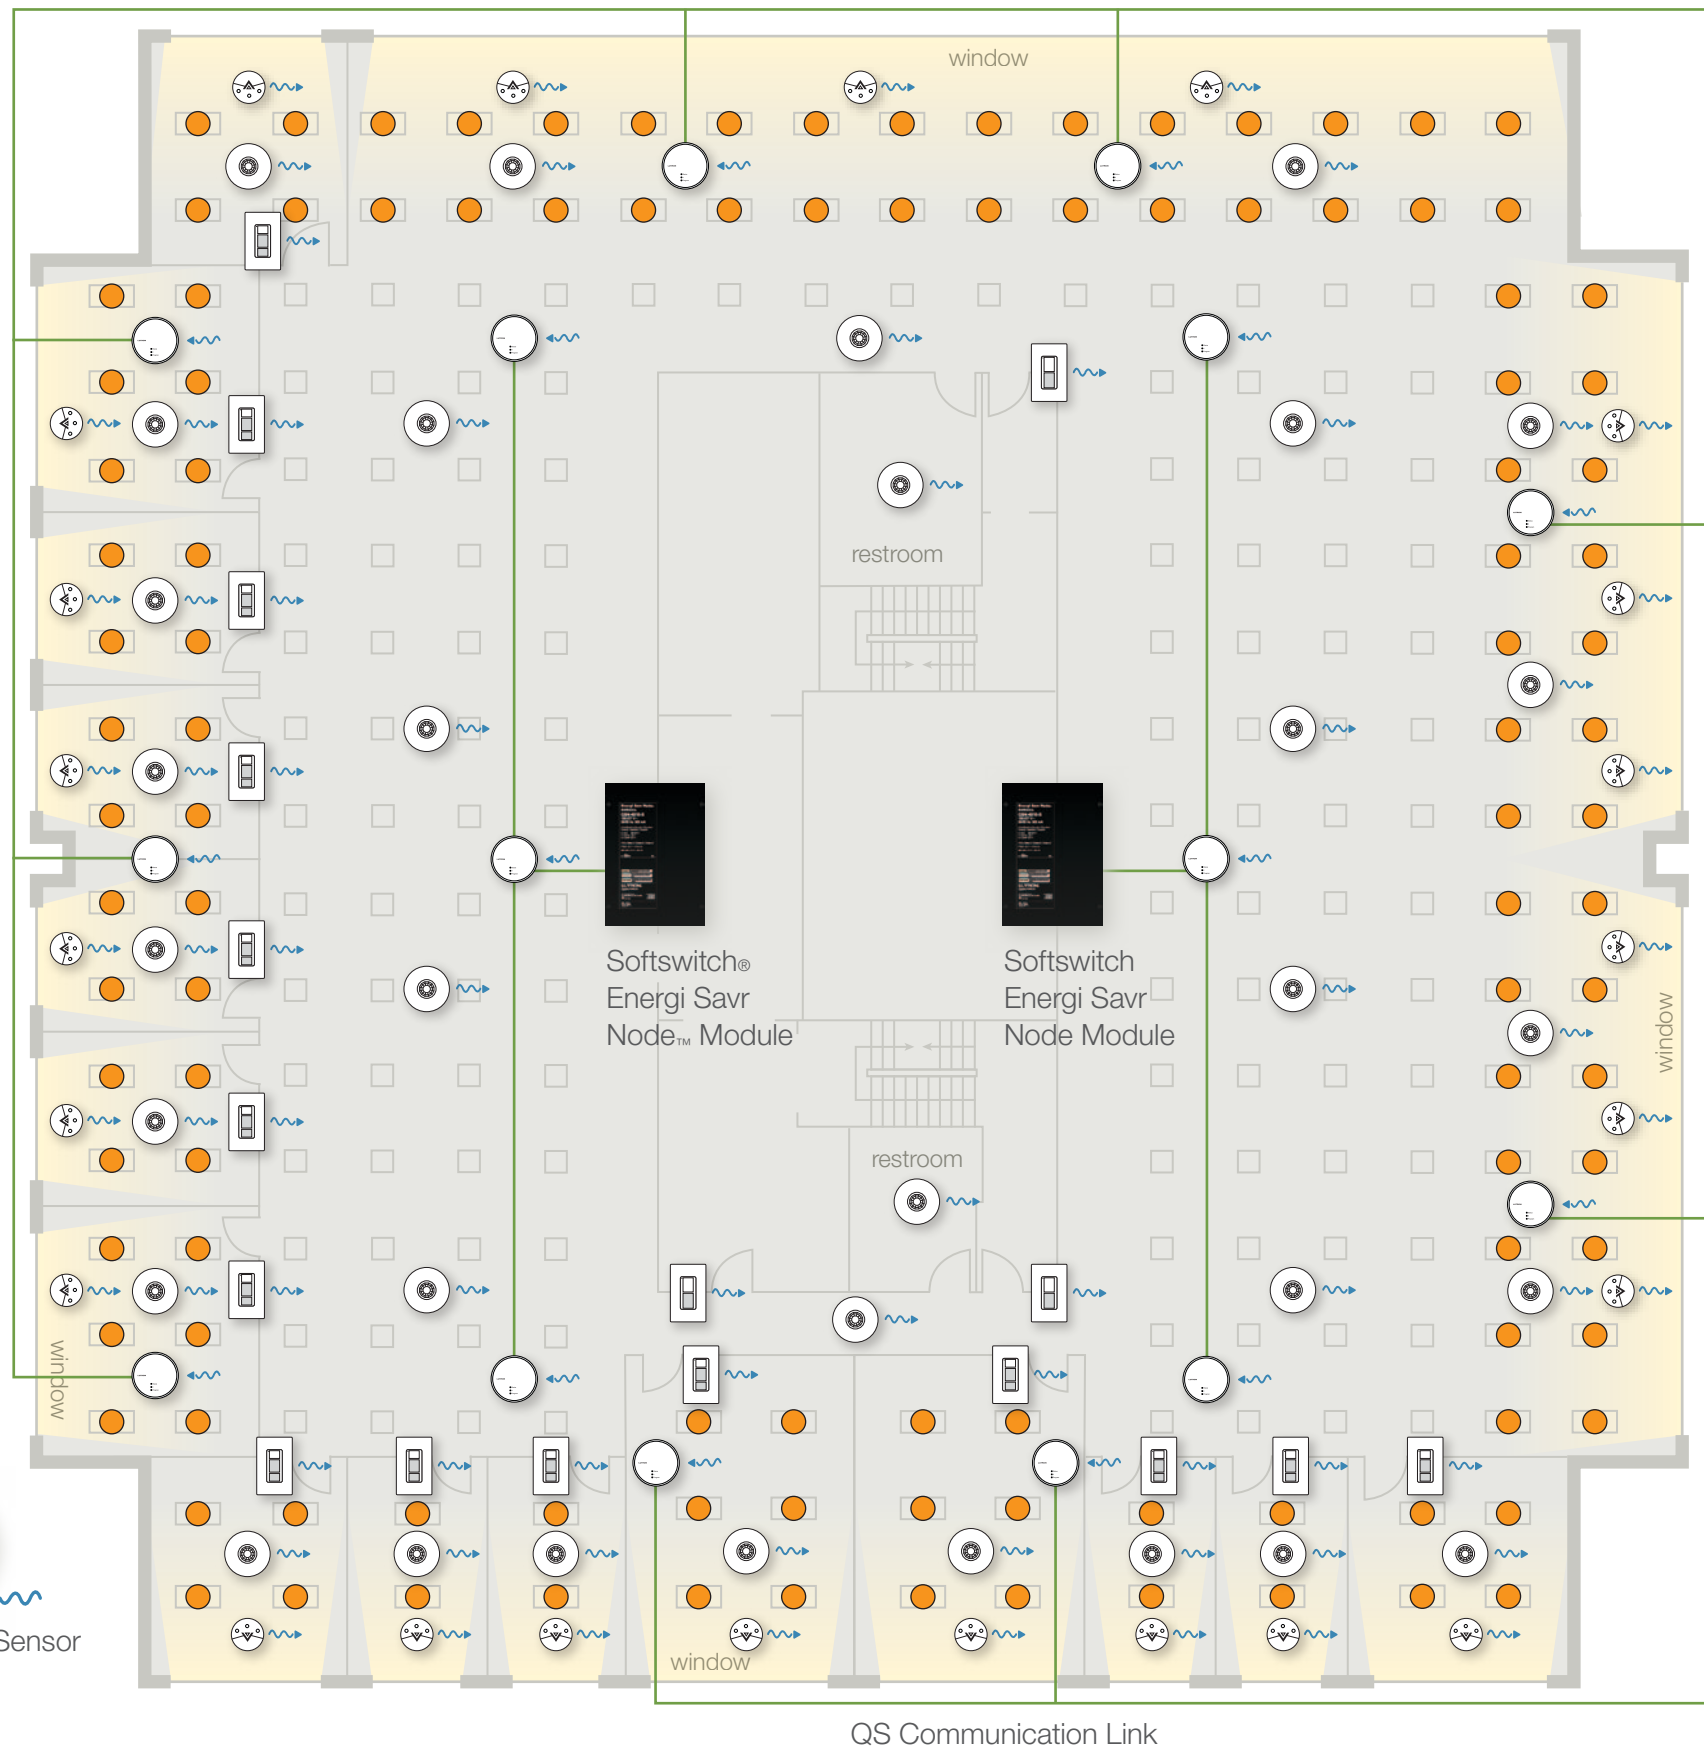 window
restroom
Softswitch®
Energi Savr
Node™ Module
Softswitch
Energi Savr
Node Module
window
restroom
window
Sensor
window
QS Communication Link